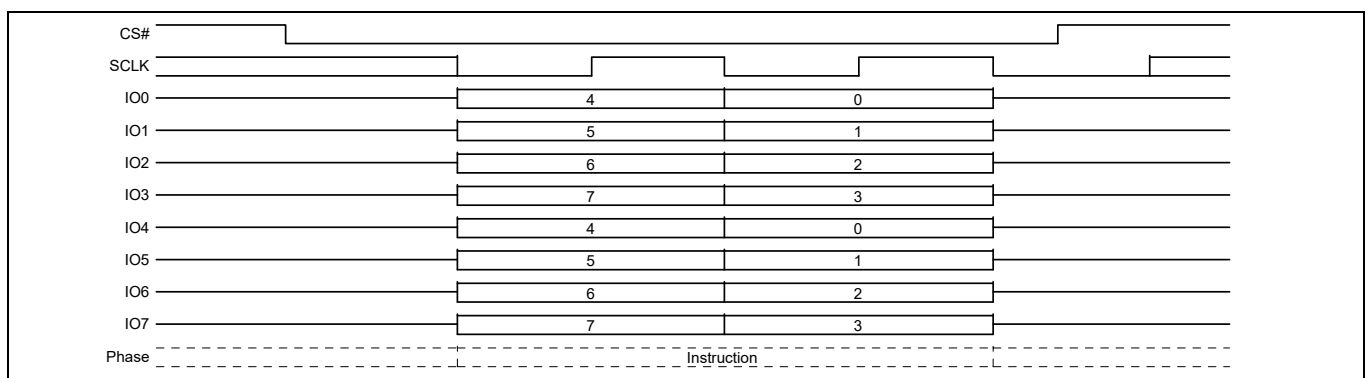 CS#
SCLK
IO0 4 0
IO1 5 1
IO2 6 2
IO3 7 3
IO4 4 0
IO5 5 1
IO6 6 2
IO7 7 3
Phase Instruction